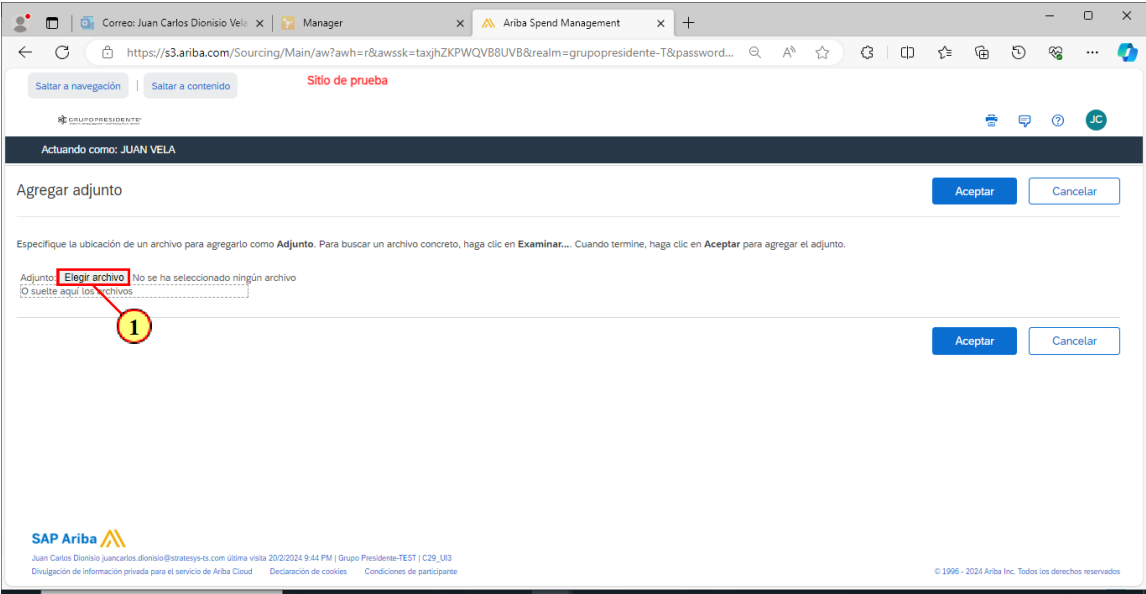 Correo: Juan Carlos Dionisio Vela
Manager
Ariba Spend Management
https://s3.ariba.com/Sourcing/Main/aw?awh=r&awssk=taxjhZKPWQVB8UVB&realm=grupopresidente-T&password...
Saltar a navegación | Saltar a contenido
Sitio de prueba
GRUPO PRESIDENTE
JC
Actuando como: JUAN VELA
Agregar adjunto
Aceptar
Cancelar
Especifique la ubicación de un archivo para agregarlo como Adjunto. Para buscar un archivo concreto, haga clic en Examinar.... Cuando termine, haga clic en Aceptar para agregar el adjunto.
Adjunto: Elegir archivo No se ha seleccionado ningún archivo
O suelte aquí los archivos
1
Aceptar
Cancelar
SAP Ariba
Juan Carlos Dionisio juancarlos.dionisio@stratesys-ts.com última visita 20/2/2024 9:44 PM | Grupo Presidente-TEST | C29_UI3
Divulgación de información privada para el servicio de Ariba Cloud Declaración de cookies Condiciones de participante
© 1996 - 2024 Ariba Inc. Todos los derechos reservados